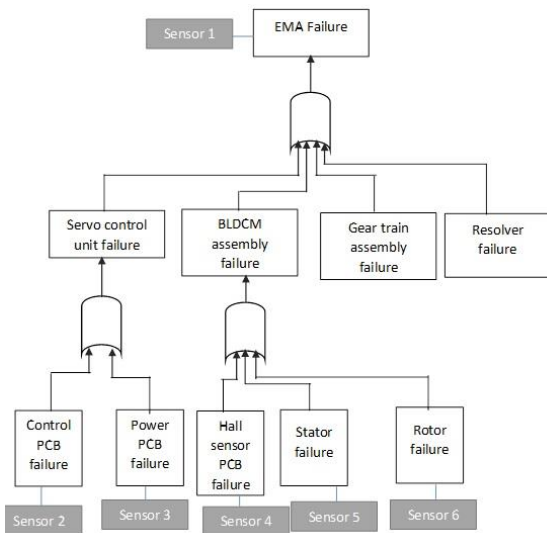 Sensor 1
EMA Failure
Servo control
unit failure
BLDCM
assembly
failure
Gear train
assembly
failure
Resolver
failure
Control
PCB
failure
Power
PCB
failure
Hall
sensor
PCB
failure
Stator
failure
Rotor
failure
Sensor 2
Sensor 3
Sensor 4
Sensor 5
Sensor 6